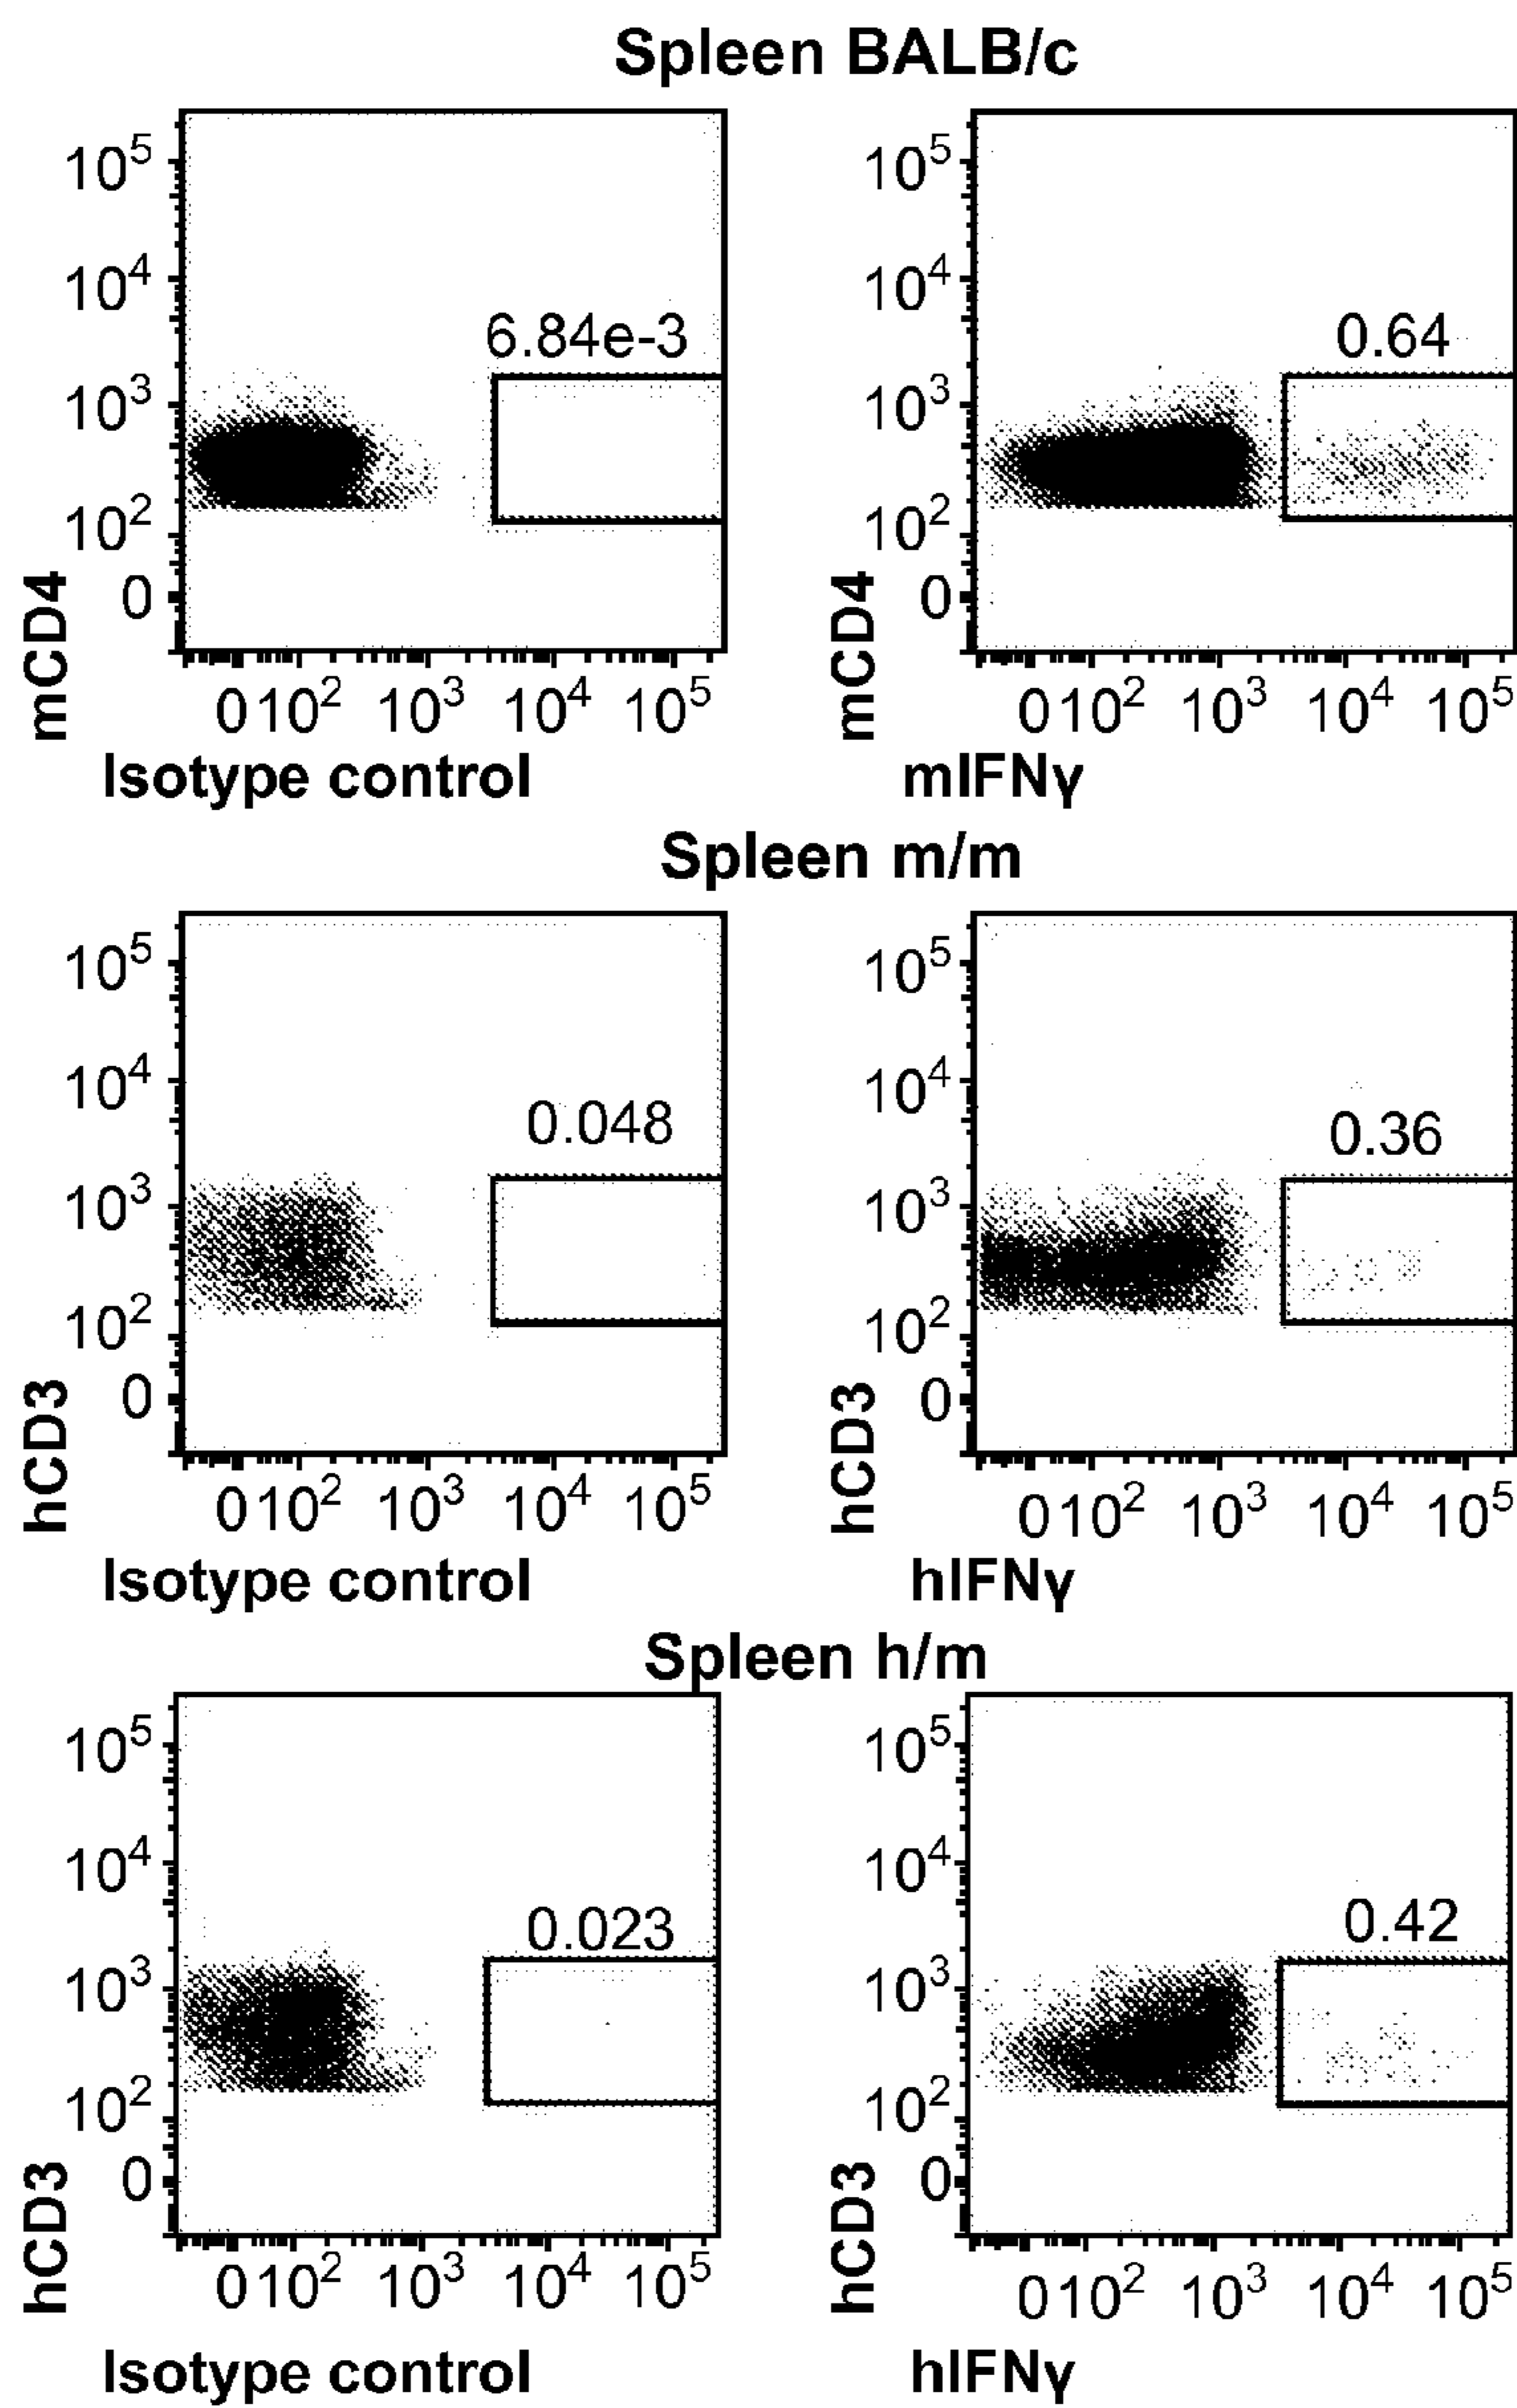 Spleen BALB/c
10⁵ 10⁵
10⁴ 10⁴
6.84e-3 0.64
10³ 10³
10² 10²
0 0
mCD4 mCD4
0 10² 10³ 10⁴ 10⁵ 0 10² 10³ 10⁴ 10⁵
Isotype control mIFNγ
Spleen m/m
10⁵ 10⁵
10⁴ 10⁴
0.048 0.36
10³ 10³
10² 10²
0 0
hCD3 hCD3
0 10² 10³ 10⁴ 10⁵ 0 10² 10³ 10⁴ 10⁵
Isotype control hIFNγ
Spleen h/m
10⁵ 10⁵
10⁴ 10⁴
0.023 0.42
10³ 10³
10² 10²
0 0
hCD3 hCD3
0 10² 10³ 10⁴ 10⁵ 0 10² 10³ 10⁴ 10⁵
Isotype control hIFNγ